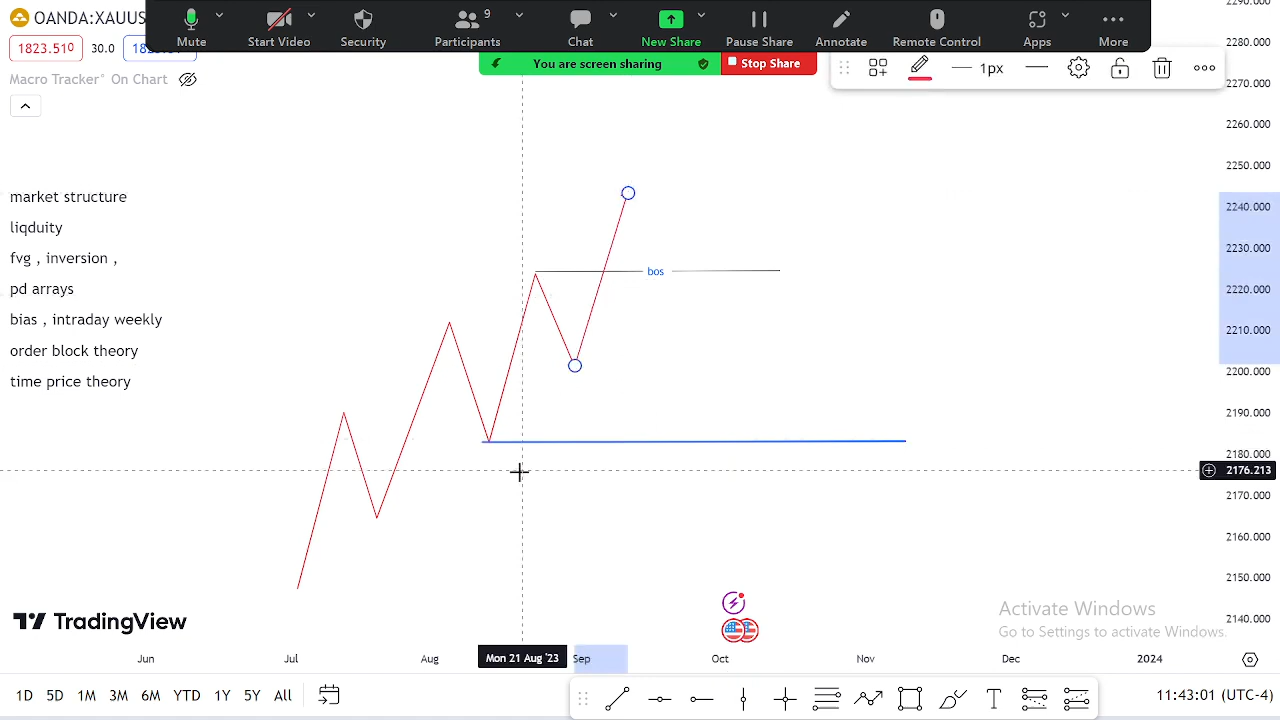 OANDA:XAUUS
Mute
Start Video
Security
9
Participants
Chat
New Share
Pause Share
Annotate
Remote Control
Apps
More
You are screen sharing
Stop Share
1823.510
30.0
Macro Tracker° On Chart
1px
2290.000
2280.000
2270.000
2260.000
2250.000
2240.000
2230.000
2220.000
2210.000
2200.000
2190.000
2180.000
2176.213
2170.000
2160.000
2150.000
2140.000
market structure
liqduity
fvg , inversion ,
pd arrays
bias , intraday weekly
order block theory
time price theory
bos
TradingView
Activate Windows
Go to Settings to activate Windows.
Jun
Jul
Aug
Mon 21 Aug '23
Sep
Oct
Nov
Dec
2024
1D 5D 1M 3M 6M YTD 1Y 5Y All
11:43:01 (UTC-4)